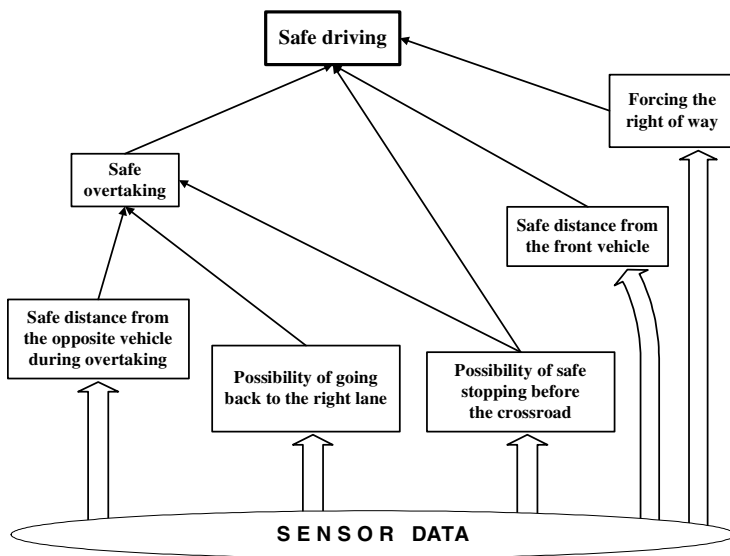 Safe driving
Forcing the
right of way
Safe
overtaking
Safe distance from
the front vehicle
Safe distance from
the opposite vehicle
during overtaking
Possibility of going
back to the right lane
Possibility of safe
stopping before
the crossroad
SENSOR DATA